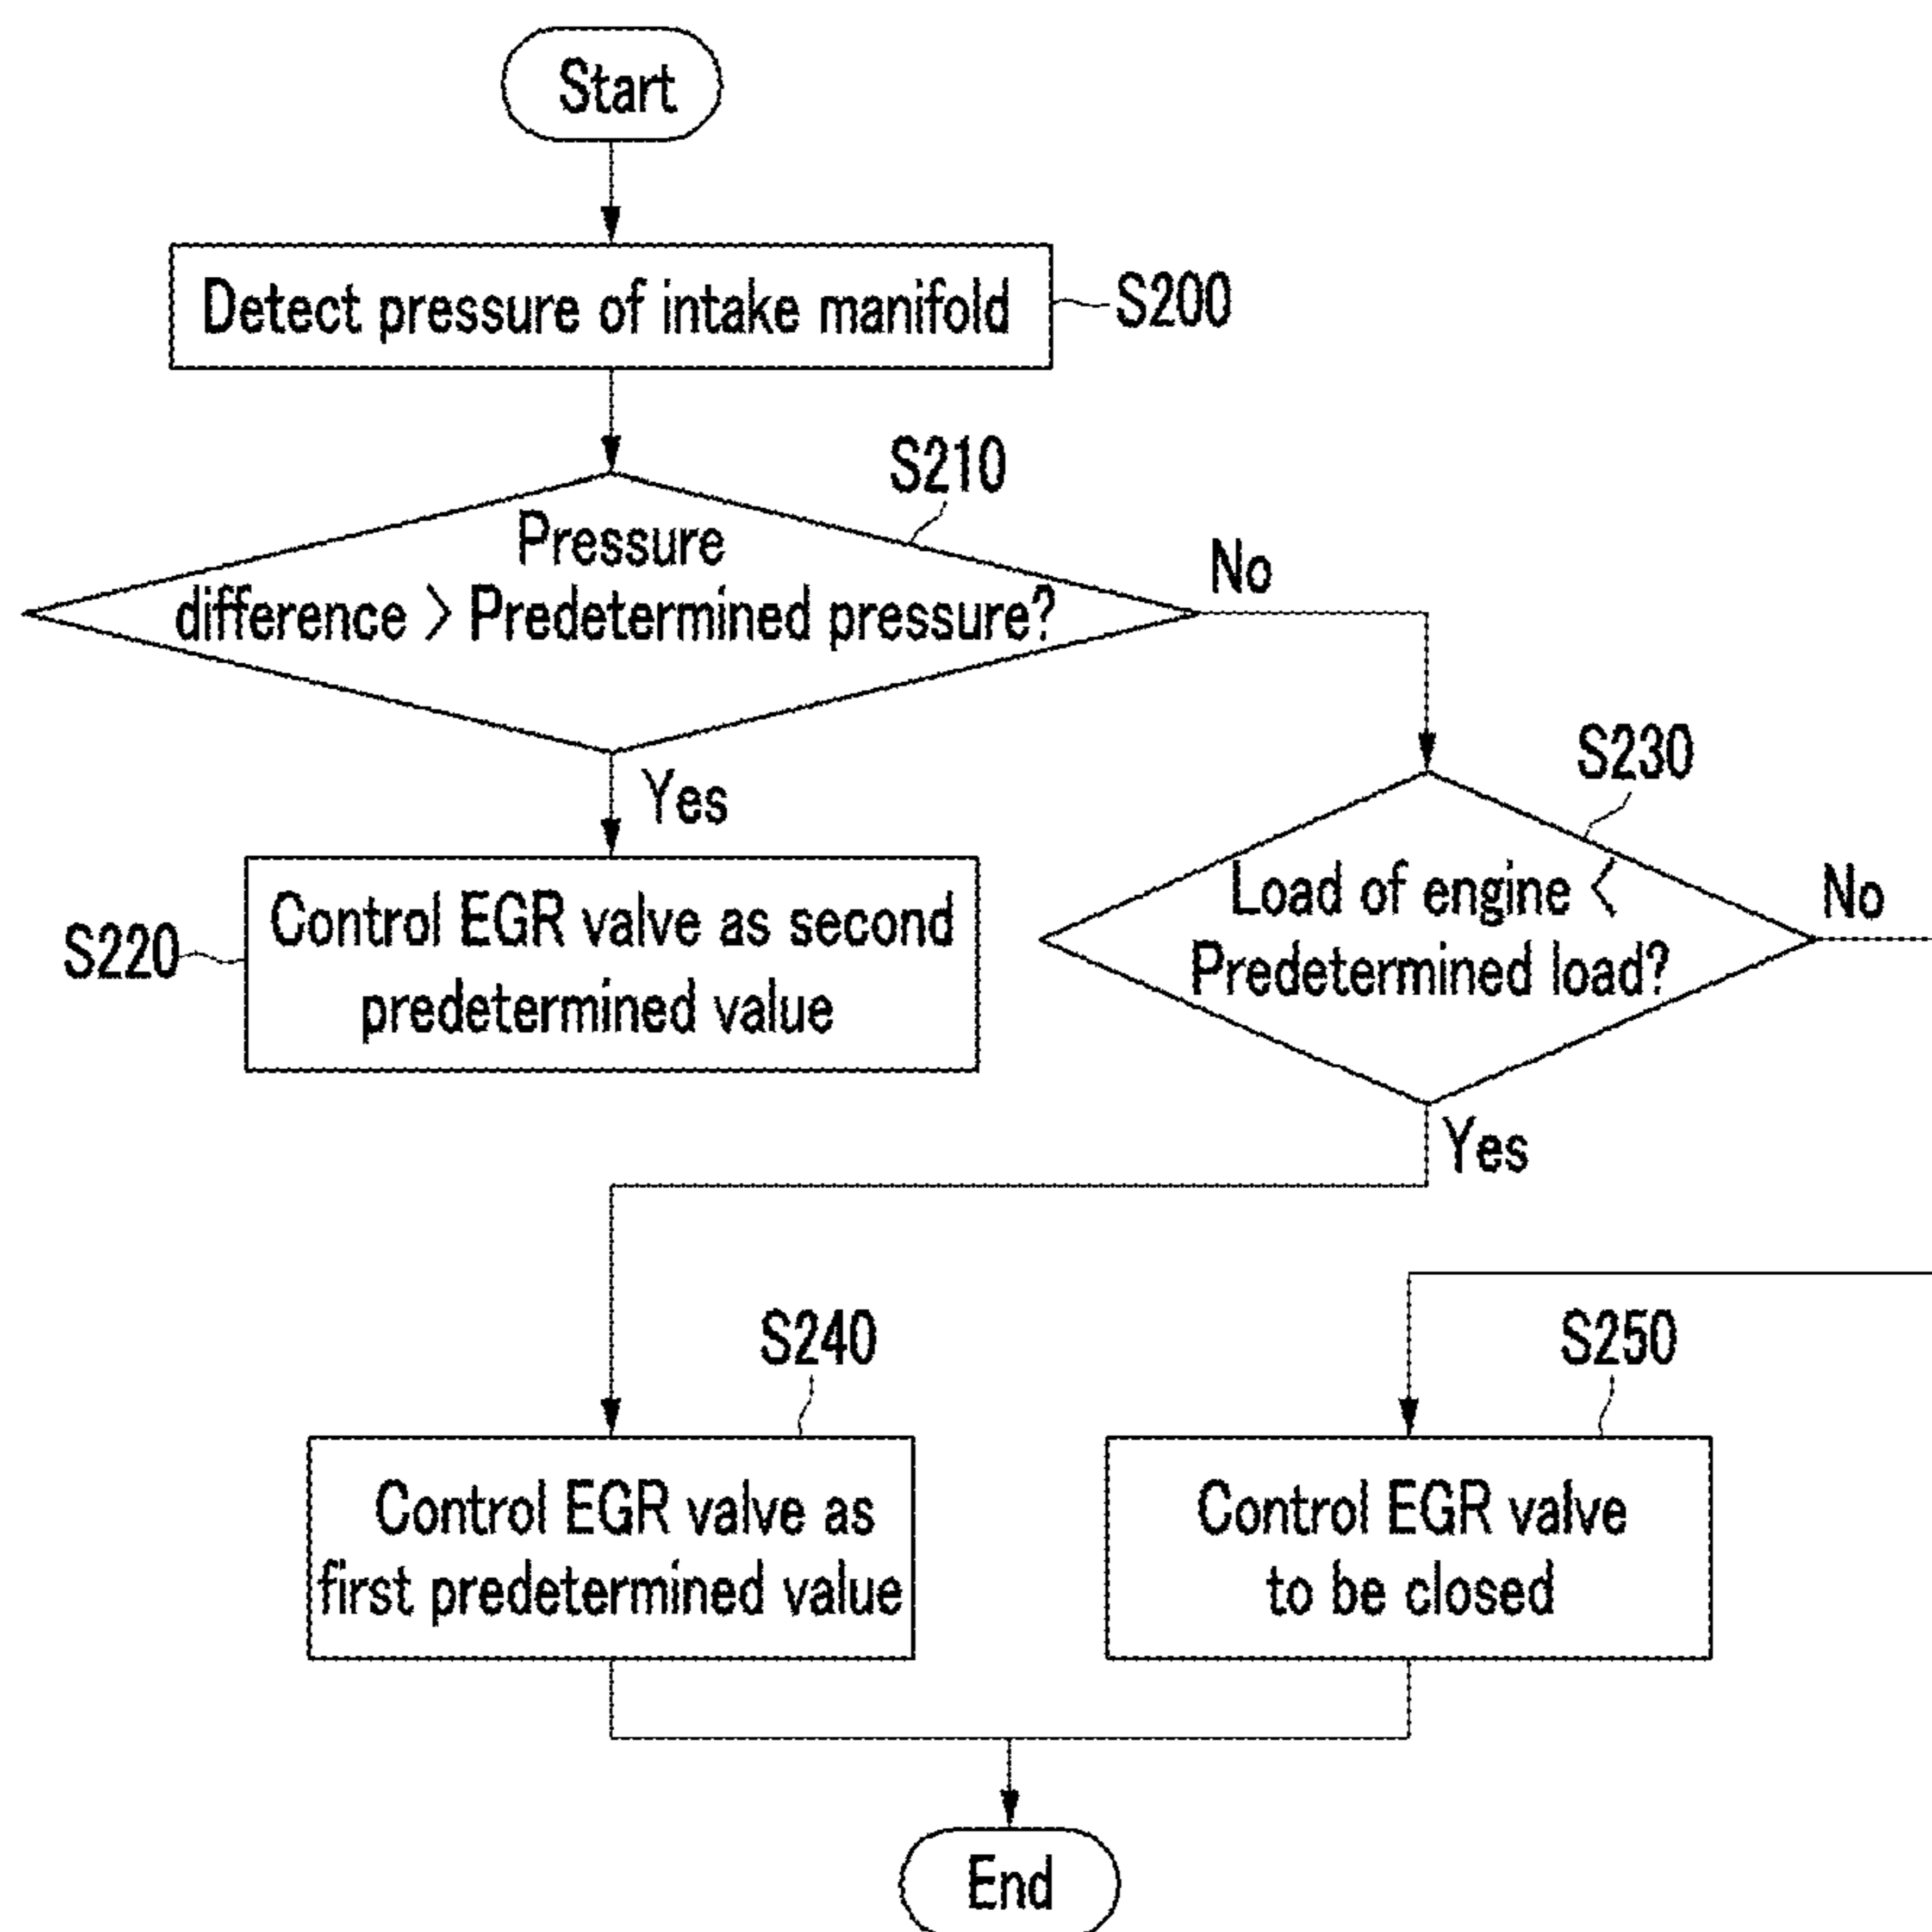 Start
Detect pressure of intake manifold
S200
S210
Pressure
difference > Predetermined pressure?
No
Yes
S220
Control EGR valve as second
predetermined value
S230
Load of engine <
Predetermined load?
No
Yes
S240
Control EGR valve as
first predetermined value
S250
Control EGR valve
to be closed
End